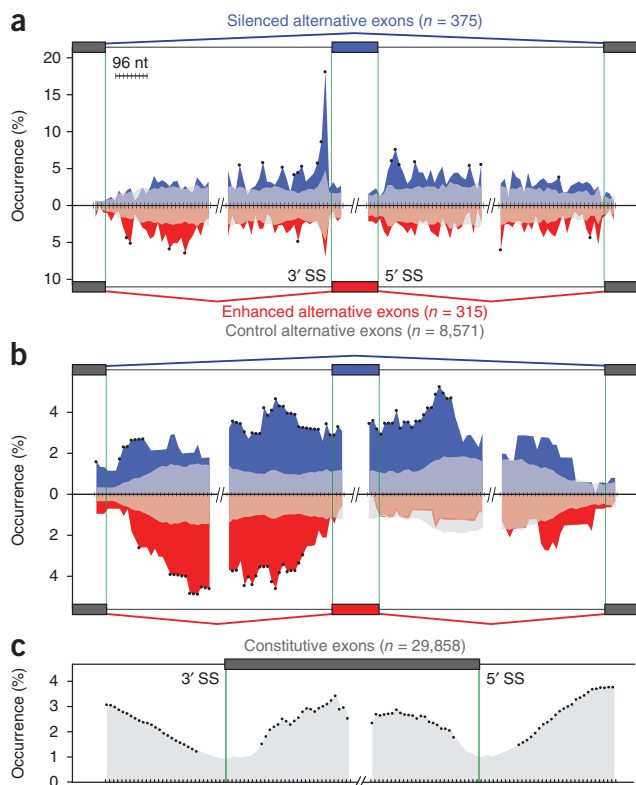 a
Silenced alternative exons (n = 375)
96 nt
Occurrence (%)
20
15
10
5
0
5
10
3′ SS
5′ SS
Enhanced alternative exons (n = 315)
Control alternative exons (n = 8,571)
b
Occurrence (%)
4
2
0
2
4
c
Constitutive exons (n = 29,858)
3′ SS
5′ SS
Occurrence (%)
4
3
2
1
0